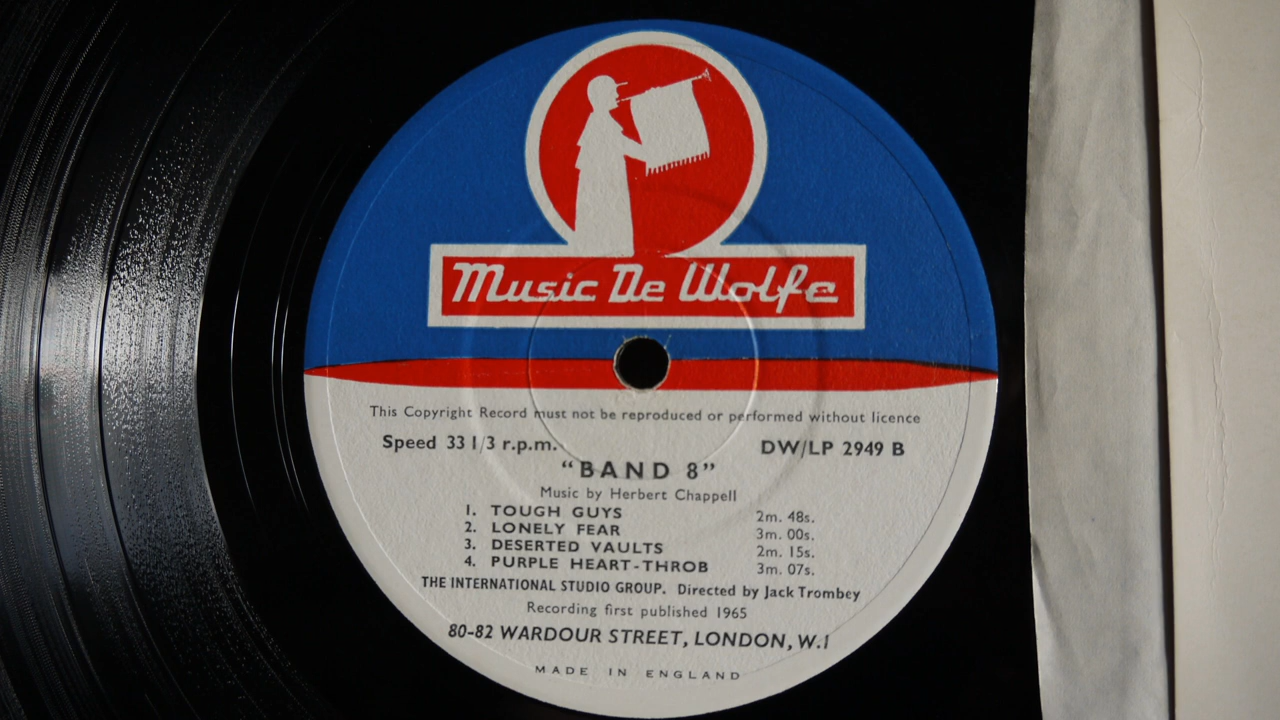 Music De Wolfe
This Copyright Record must not be reproduced or performed without licence
Speed 33 1/3 r.p.m. DW/LP 2949 B
"BAND 8"
Music by Herbert Chappell
1. TOUGH GUYS 2m. 48s.
2. LONELY FEAR 3m. 00s.
3. DESERTED VAULTS 2m. 15s.
4. PURPLE HEART-THROB 3m. 07s.
THE INTERNATIONAL STUDIO GROUP. Directed by Jack Trombey
Recording first published 1965
80-82 WARDOUR STREET, LONDON, W.1
MADE IN ENGLAND